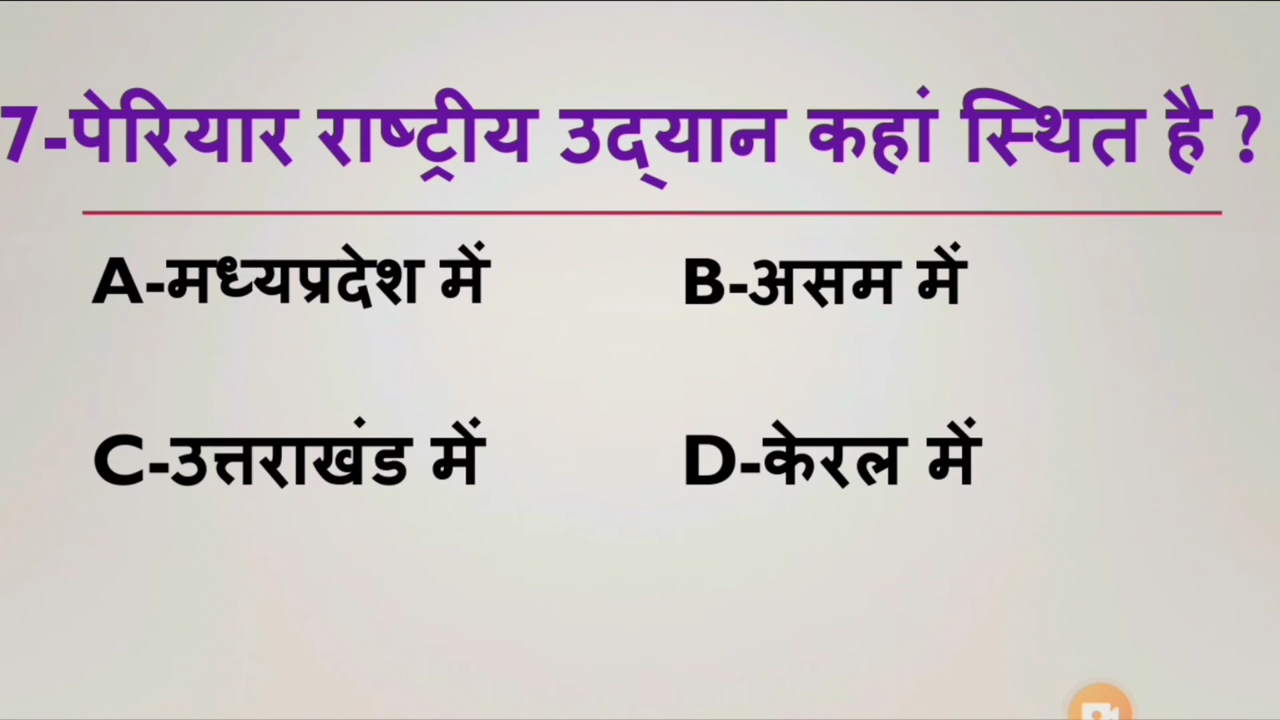 7-पेरियार राष्ट्रीय उद्यान कहां स्थित है ?
A-मध्यप्रदेश में B-असम में
C-उत्तराखंड में D-केरल में